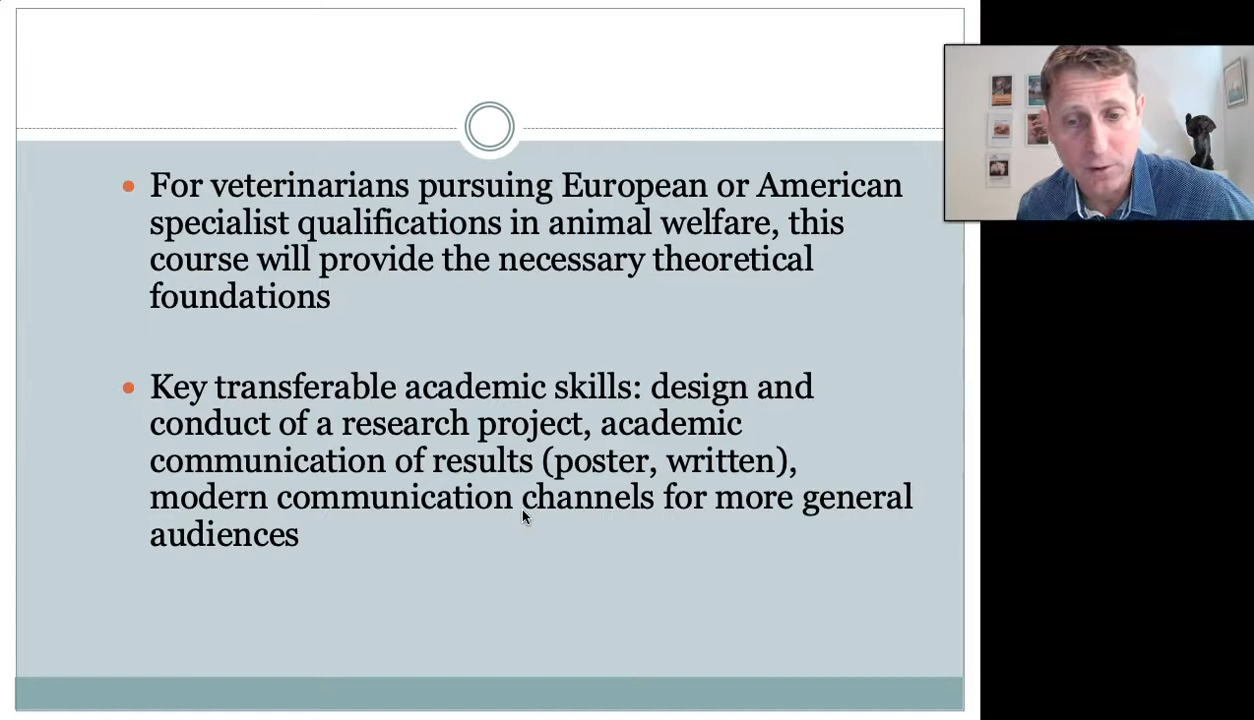 For veterinarians pursuing European or American
specialist qualifications in animal welfare, this
course will provide the necessary theoretical
foundations
Key transferable academic skills: design and
conduct of a research project, academic
communication of results (poster, written),
modern communication channels for more general
audiences